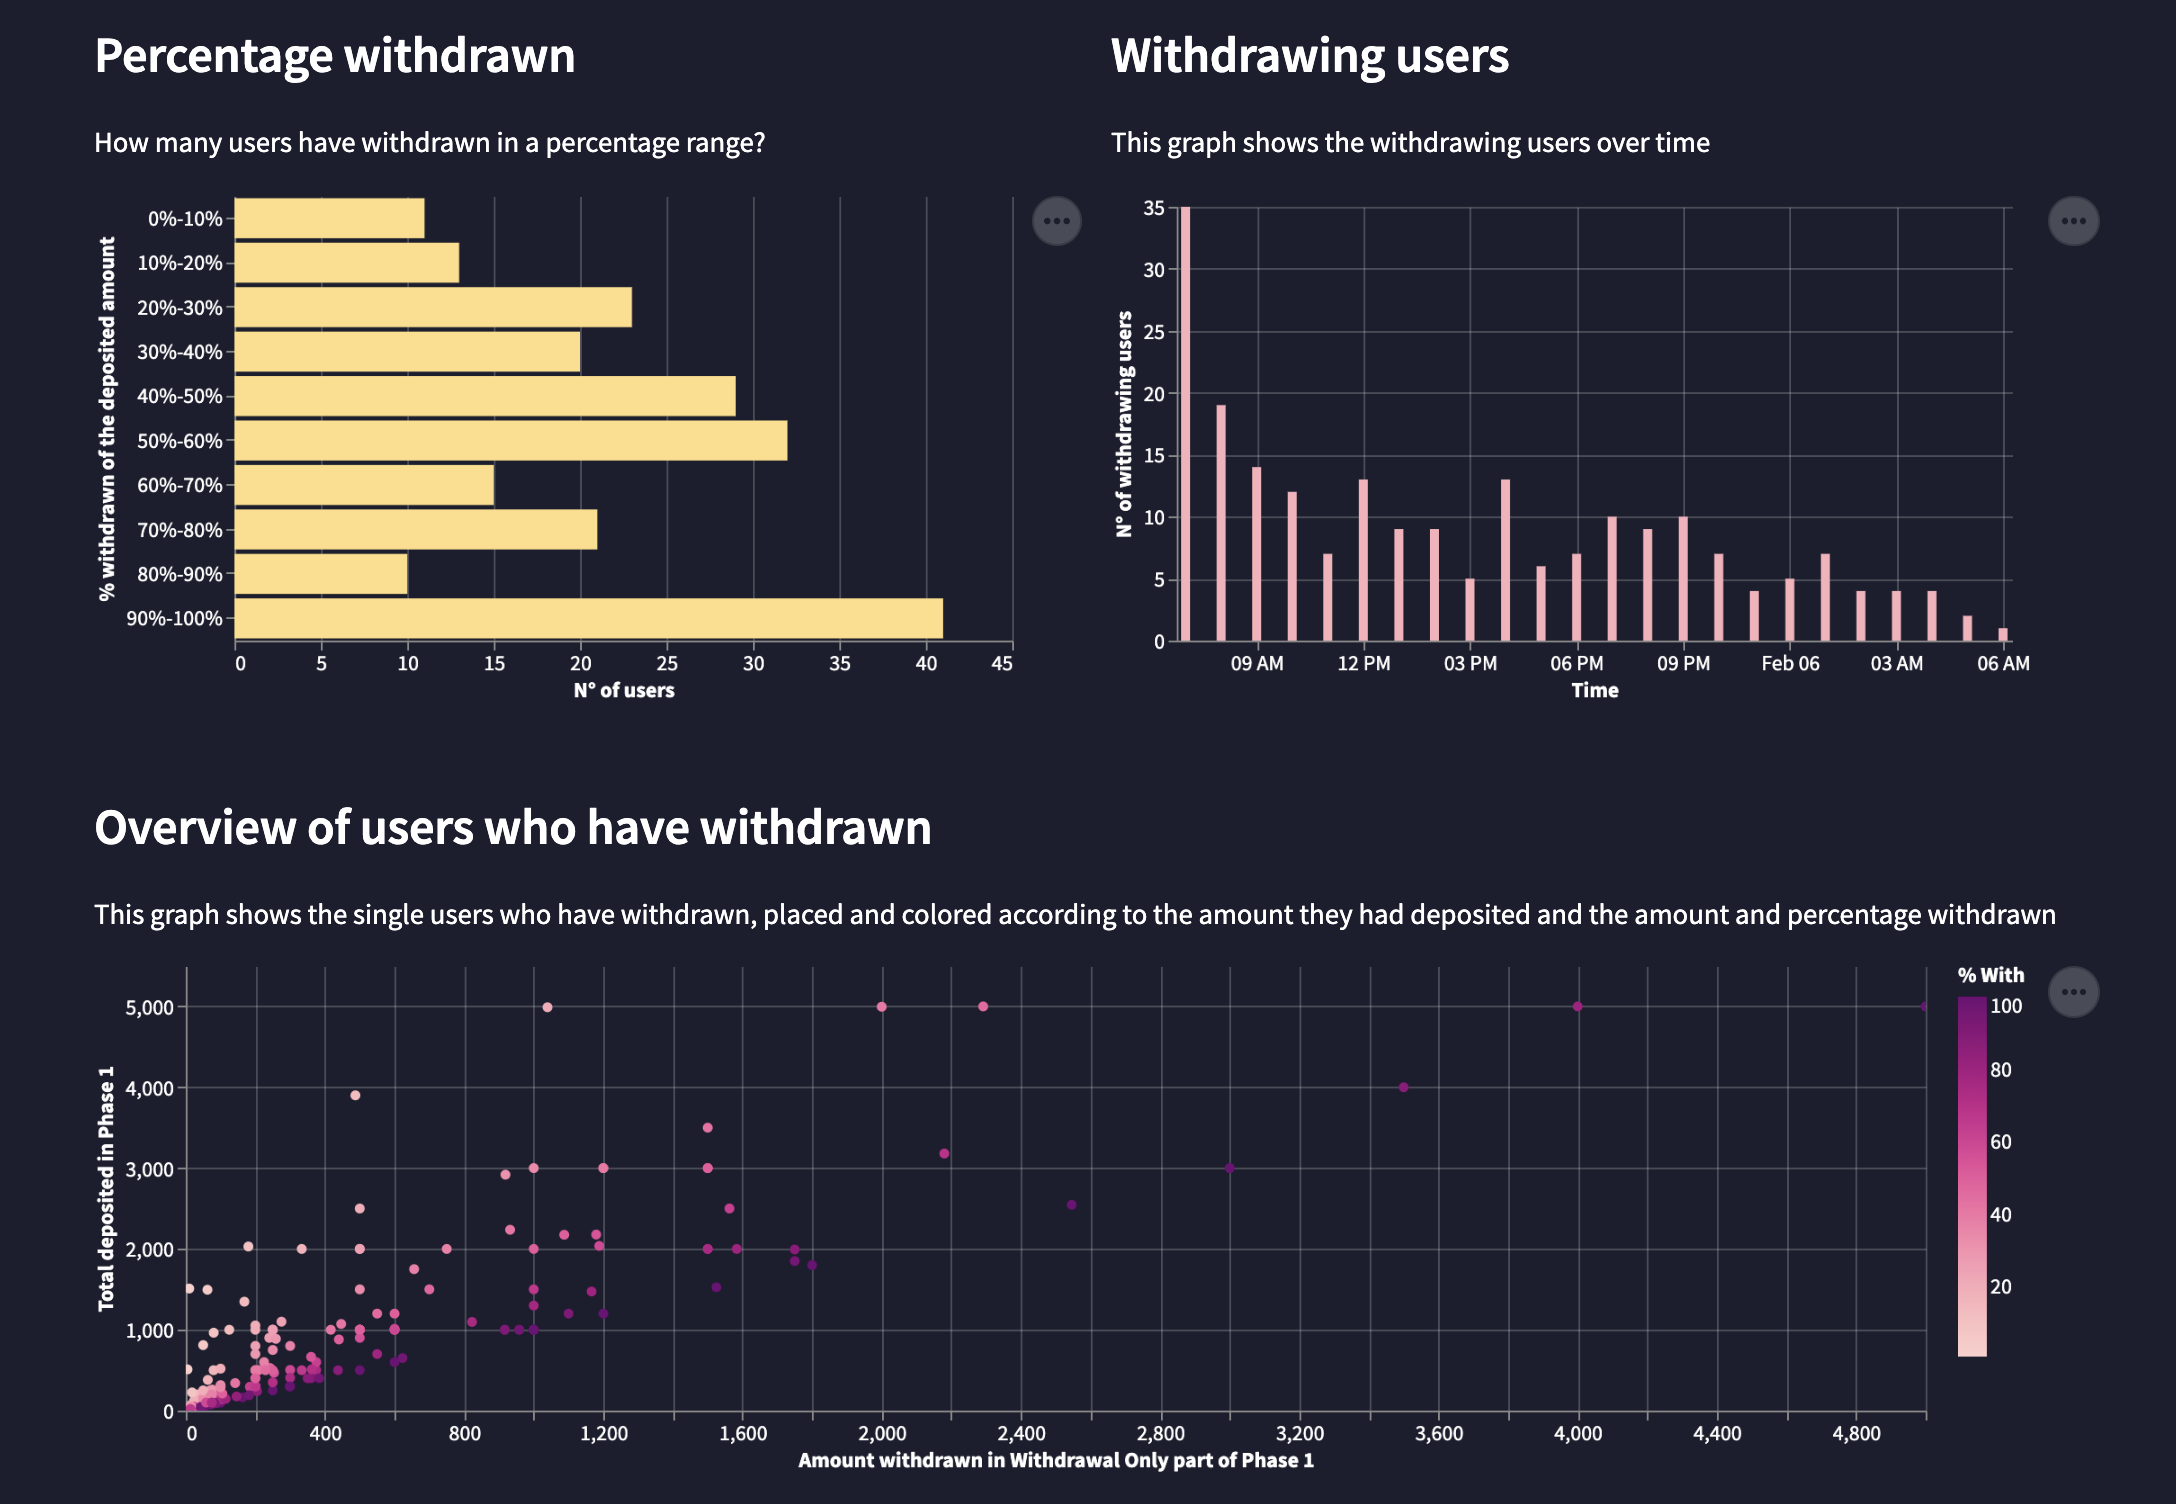 Percentage withdrawn
How many users have withdrawn in a percentage range?
% withdrawn of the deposited amount
0%-10%
10%-20%
20%-30%
30%-40%
40%-50%
50%-60%
60%-70%
70%-80%
80%-90%
90%-100%
0 5 10 15 20 25 30 35 40 45
N° of users
Withdrawing users
This graph shows the withdrawing users over time
N° of withdrawing users
35
30
25
20
15
10
5
0
09 AM 12 PM 03 PM 06 PM 09 PM Feb 06 03 AM 06 AM
Time
Overview of users who have withdrawn
This graph shows the single users who have withdrawn, placed and colored according to the amount they had deposited and the amount and percentage withdrawn
Total deposited in Phase 1
5,000
4,000
3,000
2,000
1,000
0
0 400 800 1,200 1,600 2,000 2,400 2,800 3,200 3,600 4,000 4,400 4,800
Amount withdrawn in Withdrawal Only part of Phase 1
% With
100
80
60
40
20